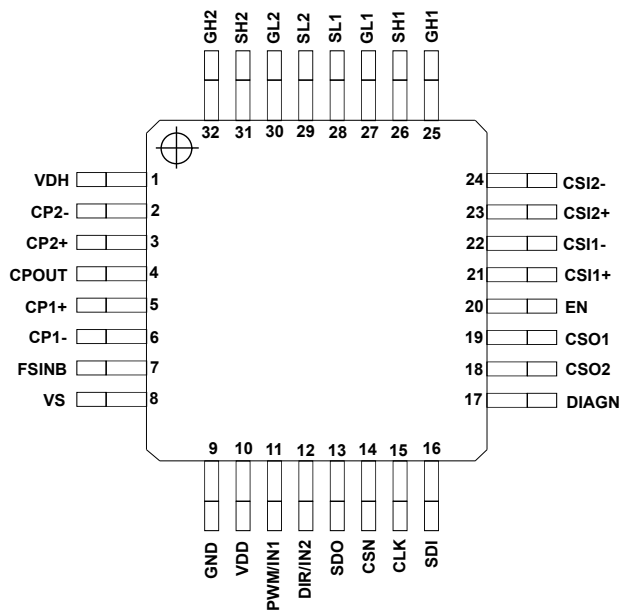 GH2 SH2 GL2 SL2 SL1 GL1 SH1 GH1
32 31 30 29 28 27 26 25
VDH 1
CP2- 2
CP2+ 3
CPOUT 4
CP1+ 5
CP1- 6
FSINB 7
VS 8
24 CSI2-
23 CSI2+
22 CSI1-
21 CSI1+
20 EN
19 CSO1
18 CSO2
17 DIAGN
9 10 11 12 13 14 15 16
GND VDD PWM/IN1 DIR/IN2 SDO CSN CLK SDI